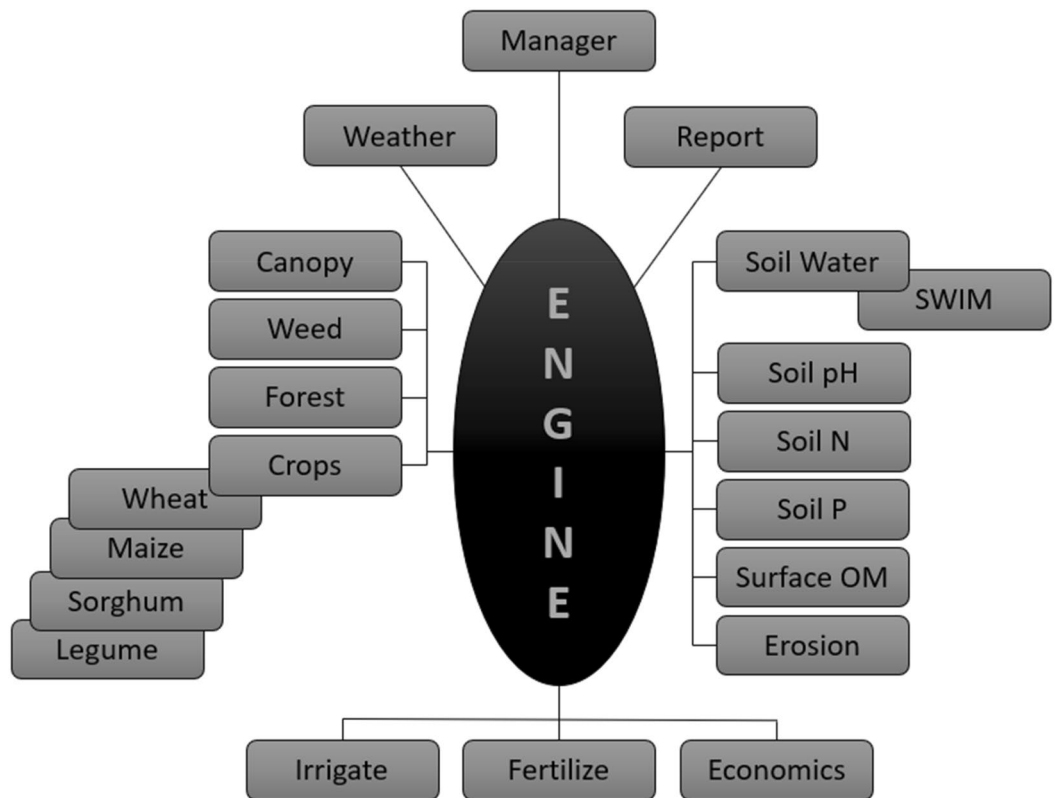 Manager
Weather
Report
Canopy
Weed
Forest
Crops
Wheat
Maize
Sorghum
Legume
E
N
G
I
N
E
Soil Water
SWIM
Soil pH
Soil N
Soil P
Surface OM
Erosion
Irrigate
Fertilize
Economics